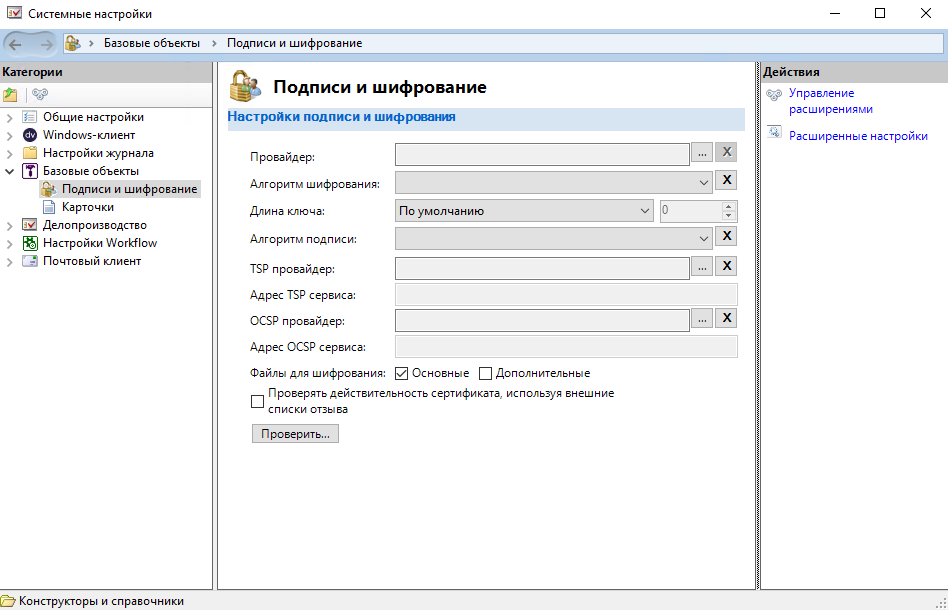 Системные настройки
Базовые объекты
Подписи и шифрование
Категории
Общие настройки
dv Windows-клиент
Настройки журнала
Базовые объекты
Подписи и шифрование
Карточки
Делопроизводство
Настройки Workflow
Почтовый клиент
Подписи и шифрование
Настройки подписи и шифрования
Провайдер: ... X
Алгоритм шифрования: X
Длина ключа: По умолчанию 0
Алгоритм подписи: X
TSP провайдер: ... X
Адрес TSP сервиса:
OCSP провайдер: ... X
Адрес OCSP сервиса:
Файлы для шифрования: Основные Дополнительные
Проверять действительность сертификата, используя внешние
списки отзыва
Проверить...
Действия
Управление
расширениями
Расширенные настройки
Конструкторы и справочники